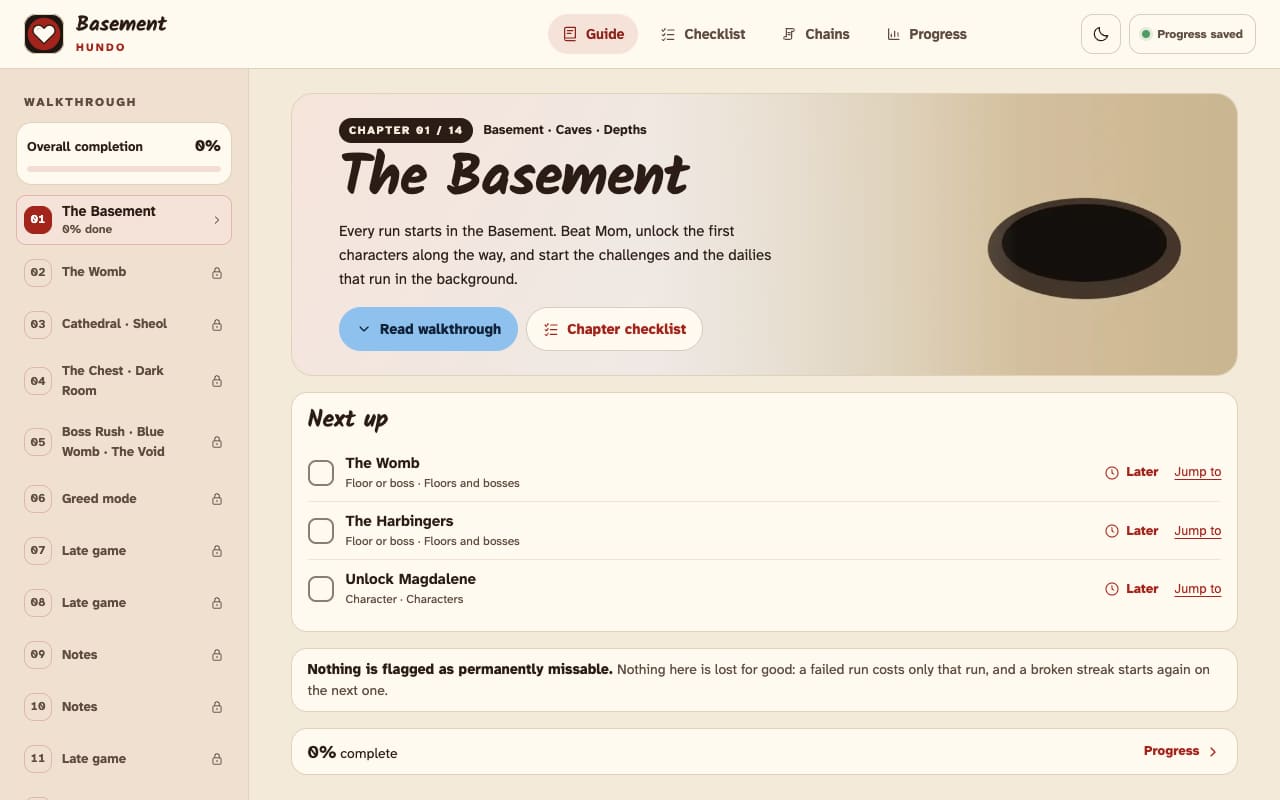 Basement
HUNDO
Guide
Checklist
Chains
Progress
Progress saved
WALKTHROUGH
Overall completion 0%
01 The Basement
0% done
02 The Womb
03 Cathedral · Sheol
04 The Chest · Dark
Room
05 Boss Rush · Blue
Womb · The Void
06 Greed mode
07 Late game
08 Late game
09 Notes
10 Notes
11 Late game
CHAPTER 01 / 14 Basement · Caves · Depths
The Basement
Every run starts in the Basement. Beat Mom, unlock the first
characters along the way, and start the challenges and the dailies
that run in the background.
Read walkthrough
Chapter checklist
Next up
The Womb
Floor or boss · Floors and bosses
Later Jump to
The Harbingers
Floor or boss · Floors and bosses
Later Jump to
Unlock Magdalene
Character · Characters
Later Jump to
Nothing is flagged as permanently missable. Nothing here is lost for good: a failed run costs only that run, and a broken streak starts again on
the next one.
0% complete
Progress